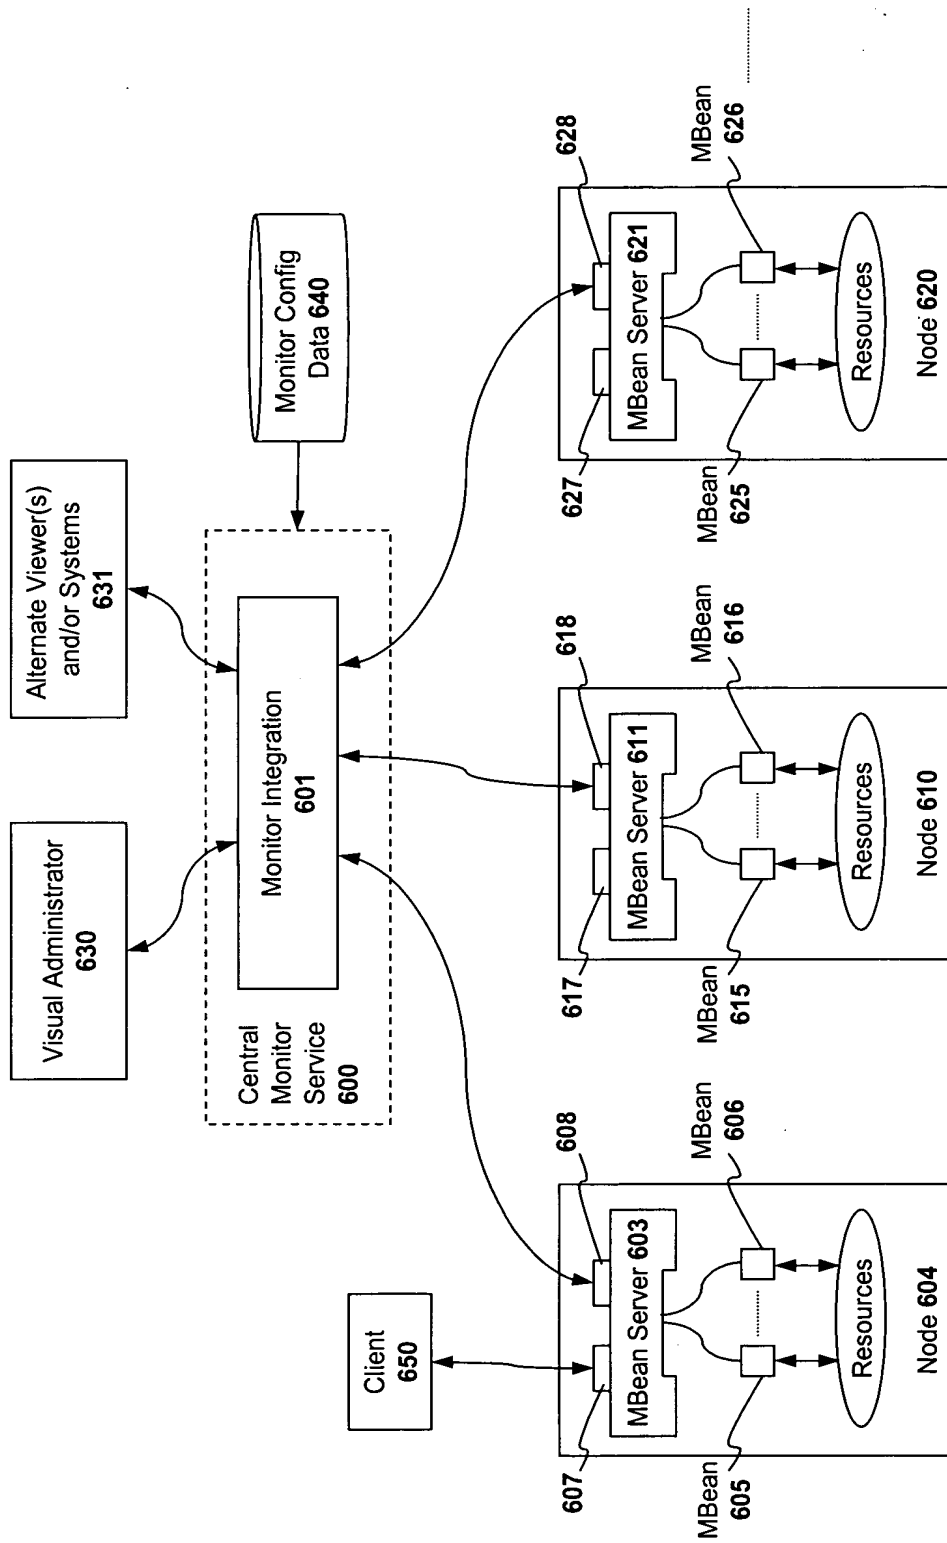 Visual Administrator
630
Alternate Viewer(s)
and/or Systems
631
Client
650
Central
Monitor
Service
600
Monitor Integration
601
Monitor Config
Data 640
607
608
MBean Server 603
MBean
605
MBean
606
Resources
Node 604
617
618
MBean Server 611
MBean
615
MBean
616
Resources
Node 610
627
628
MBean Server 621
MBean
625
MBean
626
Resources
Node 620